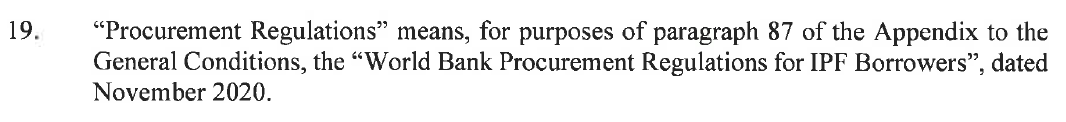 19. “Procurement Regulations” means, for purposes of paragraph 87 of the Appendix to the
General Conditions, the “World Bank Procurement Regulations for IPF Borrowers”, dated
November 2020.